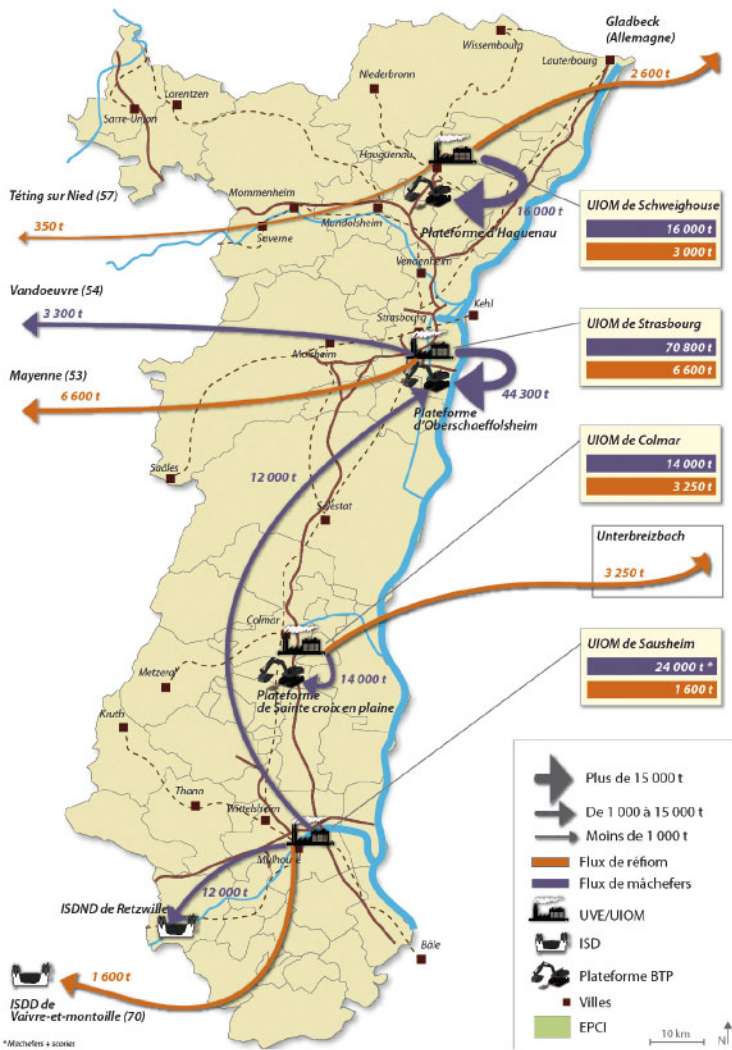 Gladbeck
(Allemagne)
Wissembourg
Lauterbourg
2 600 t
Niederbronn
Lorentzen
Sarre-Union
Hauguenau
Téting sur Nied (57)
350 t
Mommenheim
Mundolsheim
Saverne
16 000 t
Plateforme d'Haguenau
UIOM de Schweighouse
16 000 t
3 000 t
Vendenheim
Vandoeuvre (54)
3 300 t
Strasbourg
Kehl
Molsheim
UIOM de Strasbourg
70 800 t
6 600 t
Mayenne (53)
6 600 t
44 300 t
Plateforme
d'Oberschaeffolsheim
UIOM de Colmar
14 000 t
3 250 t
Saâles
12 000 t
Sélestat
Unterbreizbach
3 250 t
Colmar
Metzeral
14 000 t
Plateforme
de Sainte croix en plaine
UIOM de Sausheim
24 000 t *
1 600 t
Kruth
Thann
Wittelsheim
Mulhouse
12 000 t
ISDND de Retzwiller
Bâle
1 600 t
ISDD de
Vaivre-et-montoille (70)
Plus de 15 000 t
De 1 000 à 15 000 t
Moins de 1 000 t
Flux de réfiom
Flux de mâchefers
UVE/UIOM
ISD
Plateforme BTP
Villes
EPCI
10 km
N
*Machefers + scories